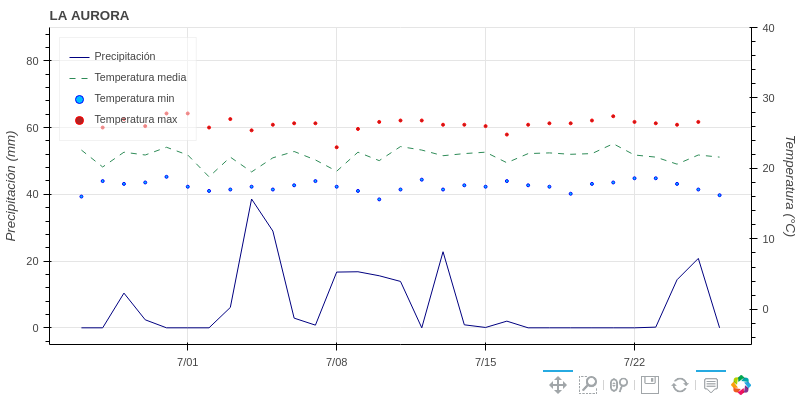 LA AURORA
Precipitación
Temperatura media
Temperatura min
Temperatura max
Precipitación (mm)
80
60
40
20
0
Temperatura (°C)
40
30
20
10
0
7/01
7/08
7/15
7/22